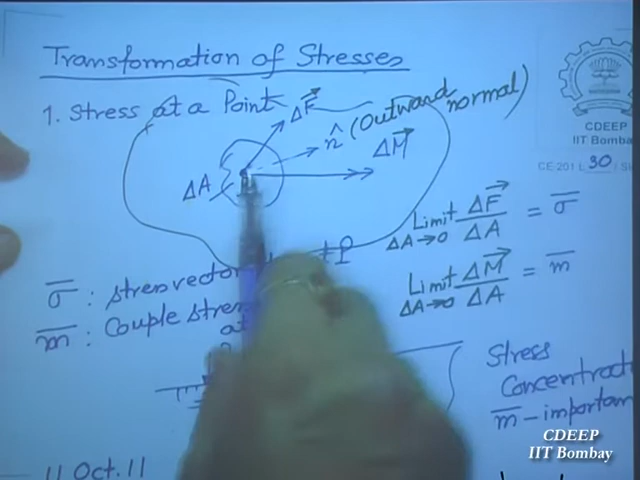 Transformation of Stresses
1. Stress at a Point
ΔF
n̂ (Outward normal)
ΔM
ΔA
P
Limit ΔF / ΔA = σ
ΔA→0
Limit ΔM / ΔA = m
ΔA→0
σ : stress vector
m : Couple
at
Stress
m - importan
11 Oct. 11
CDEEP
IIT Bombay
CE 201 L 30
CDEEP
IIT Bombay